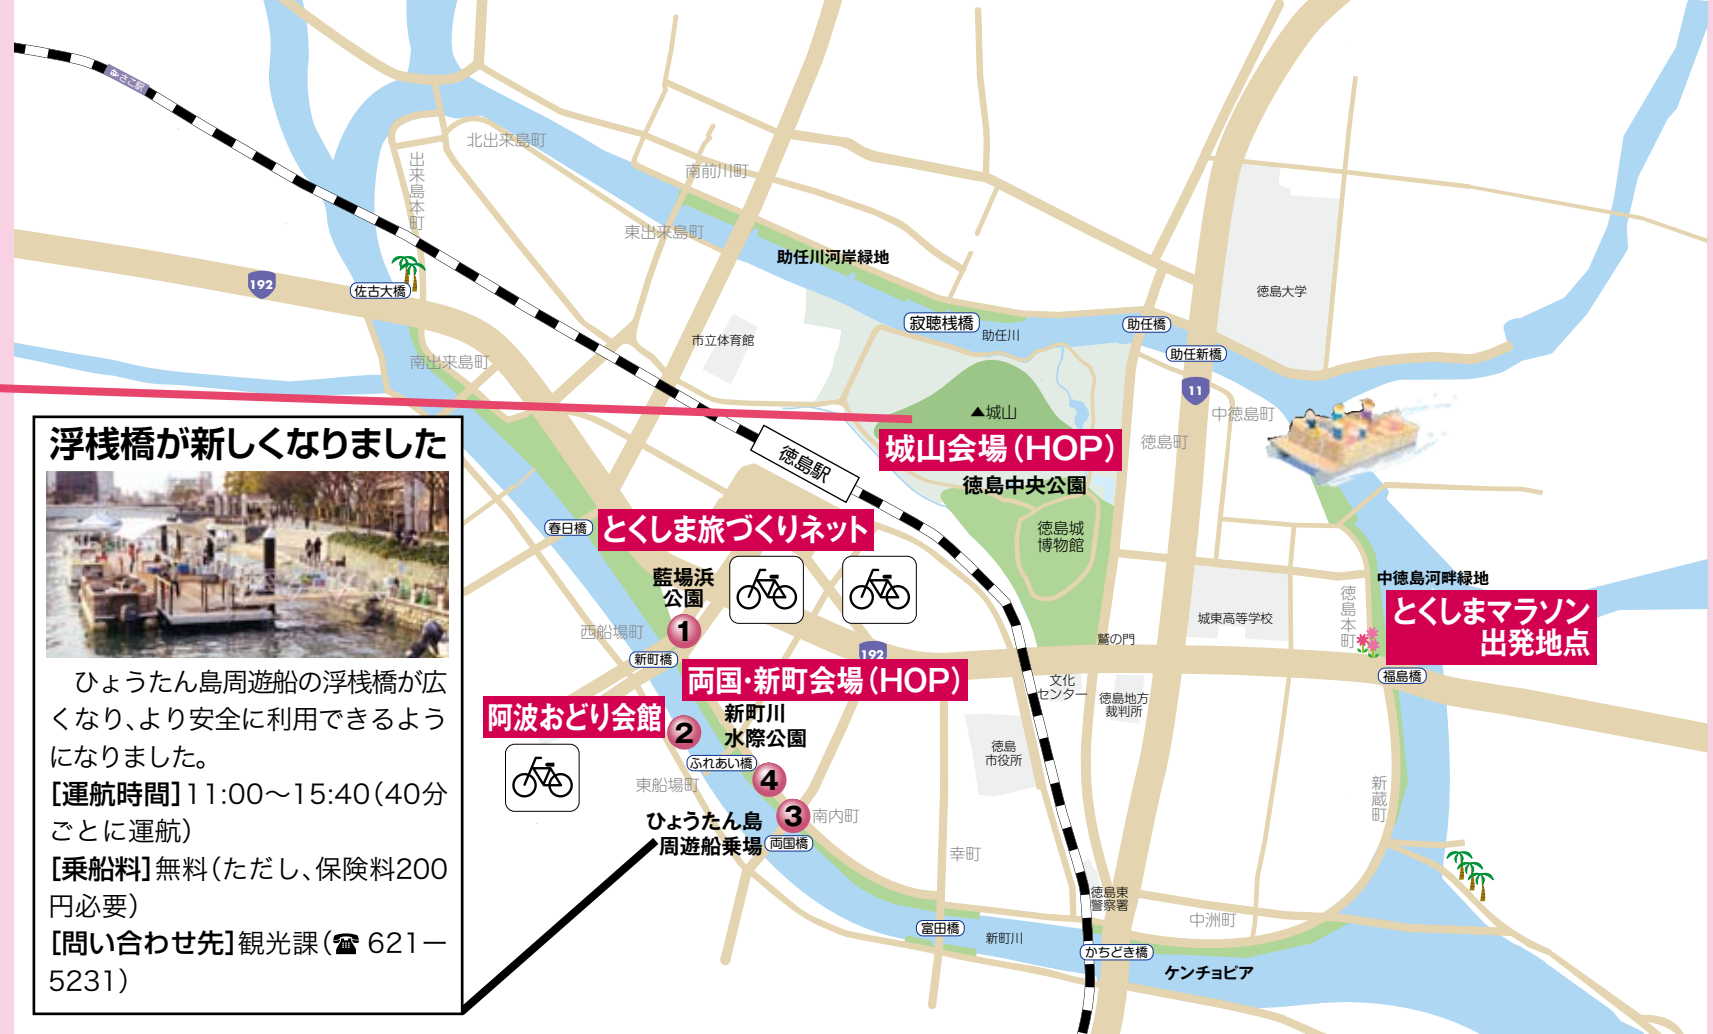 さこ駅
北出来島町
出来島本町
南前川町
東出来島町
助任川河岸緑地
192
佐古大橋
徳島大学
寂聴桟橋
助任川
助任橋
市立体育館
助任新橋
南出来島町
11
▲城山
中徳島町
城山会場(HOP)
徳島町
徳島駅
徳島中央公園
春日橋
とくしま旅づくりネット
徳島城
博物館
藍場浜
公園
中徳島河畔緑地
徳島本町
とくしまマラソン
出発地点
城東高等学校
1
西船場町
鷲の門
新町橋
192
両国・新町会場(HOP)
文化
センター
徳島地方
裁判所
福島橋
阿波おどり会館
2
新町川
水際公園
徳島
市役所
ふれあい橋
4
東船場町
新蔵町
3
南内町
ひょうたん島
周遊船乗場
両国橋
幸町
徳島東
警察署
中洲町
富田橋
新町川
かちどき橋
ケンチョピア
浮桟橋が新しくなりました
ひょうたん島周遊船の浮桟橋が広
くなり、より安全に利用できるよう
になりました。
[運航時間]11:00〜15:40(40分
ごとに運航)
[乗船料]無料(ただし、保険料200
円必要)
[問い合わせ先]観光課(☎ 621ー
5231)